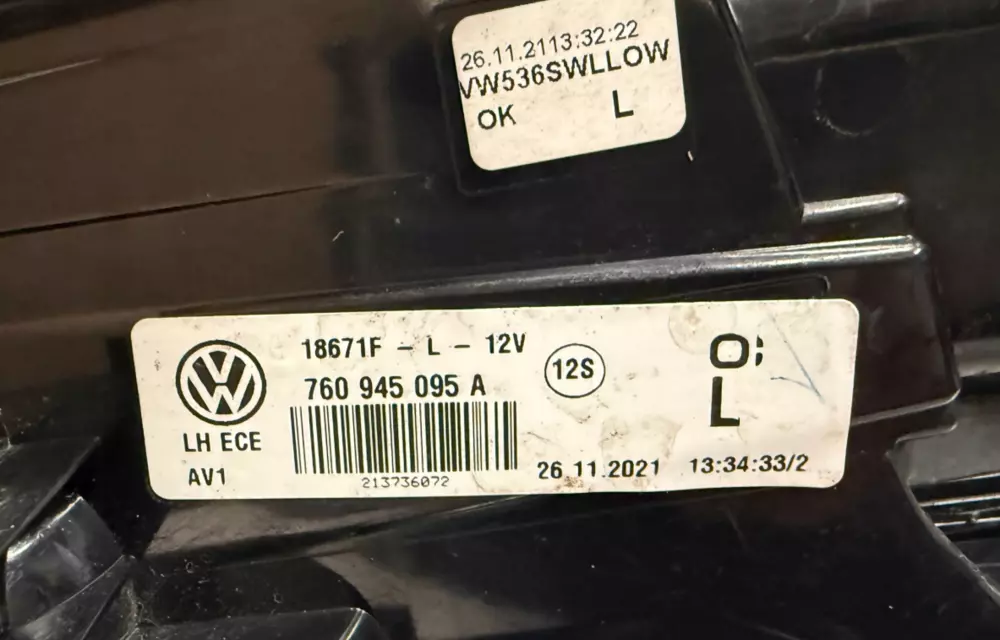 26.11.2113:32:22
VW536SWLLOW
OK L
18671F - L - 12V
760 945 095 A
12S
O;
L
LH ECE
AV1
213736072
26 11.2021 13:34:33/2